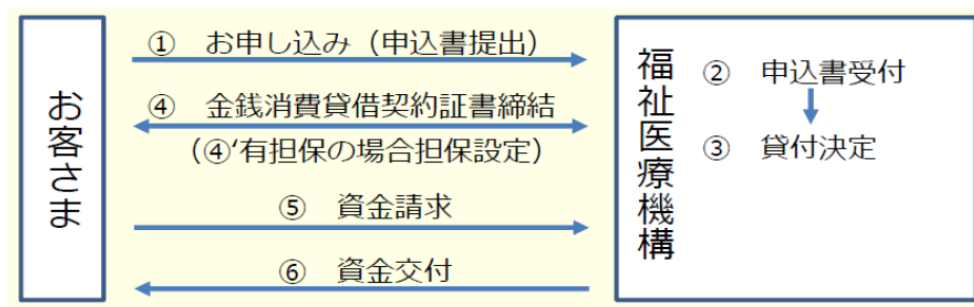 お客さま
① お申し込み（申込書提出）
④ 金銭消費貸借契約証書締結
（④‘有担保の場合担保設定）
⑤ 資金請求
⑥ 資金交付
福祉医療機構
② 申込書受付
③ 貸付決定